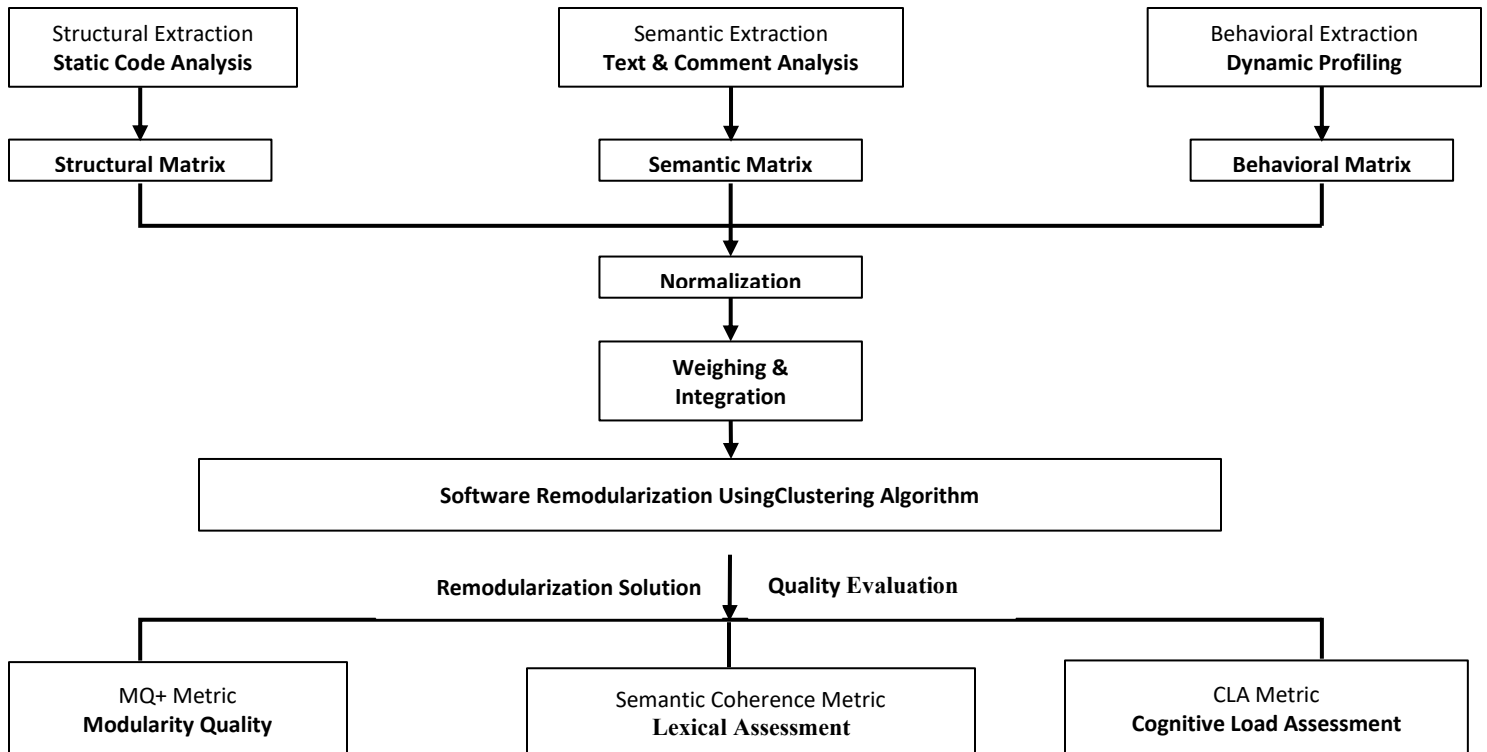 Structural Extraction
Static Code Analysis
Semantic Extraction
Text & Comment Analysis
Behavioral Extraction
Dynamic Profiling
Structural Matrix
Semantic Matrix
Behavioral Matrix
Normalization
Weighing &
Integration
Software Remodularization UsingClustering Algorithm
Remodularization Solution
Quality Evaluation
MQ+ Metric
Modularity Quality
Semantic Coherence Metric
Lexical Assessment
CLA Metric
Cognitive Load Assessment